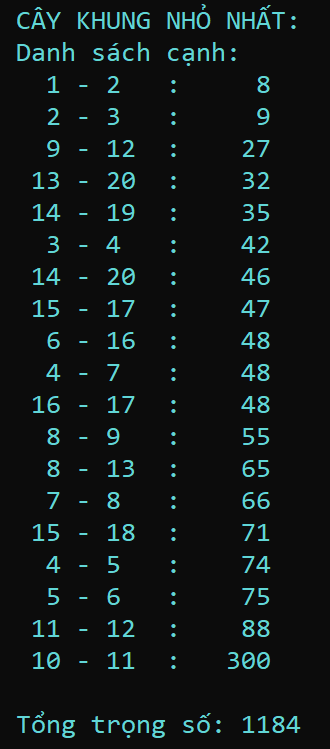 CÂY KHUNG NHỎ NHẤT:
Danh sách cạnh:
1 - 2 : 8
2 - 3 : 9
9 - 12 : 27
13 - 20 : 32
14 - 19 : 35
3 - 4 : 42
14 - 20 : 46
15 - 17 : 47
6 - 16 : 48
4 - 7 : 48
16 - 17 : 48
8 - 9 : 55
8 - 13 : 65
7 - 8 : 66
15 - 18 : 71
4 - 5 : 74
5 - 6 : 75
11 - 12 : 88
10 - 11 : 300
Tổng trọng số: 1184